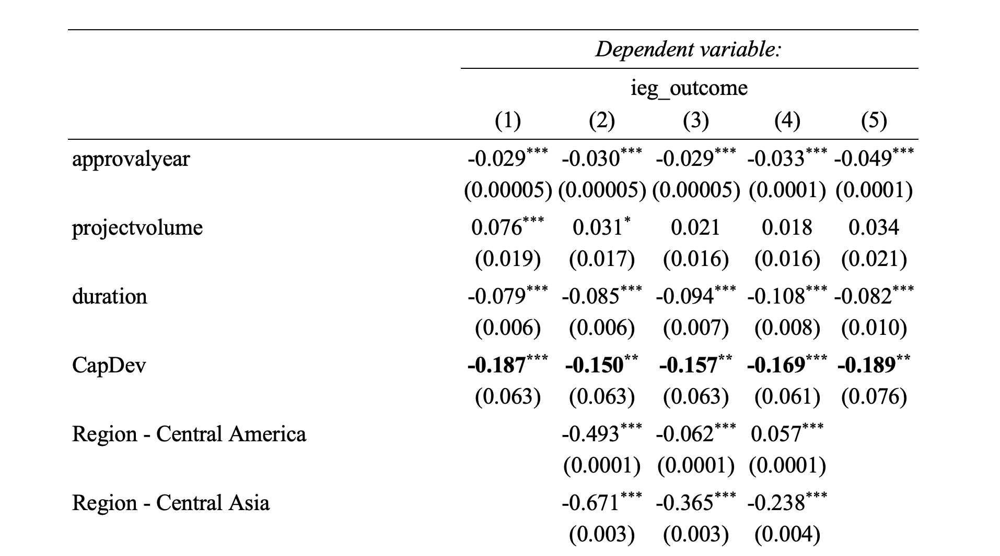 Dependent variable:
ieg_outcome
(1) (2) (3) (4) (5)
approvalyear -0.029*** -0.030*** -0.029*** -0.033*** -0.049***
(0.00005) (0.00005) (0.00005) (0.0001) (0.0001)
projectvolume 0.076*** 0.031* 0.021 0.018 0.034
(0.019) (0.017) (0.016) (0.016) (0.021)
duration -0.079*** -0.085*** -0.094*** -0.108*** -0.082***
(0.006) (0.006) (0.007) (0.008) (0.010)
CapDev -0.187*** -0.150** -0.157** -0.169*** -0.189**
(0.063) (0.063) (0.063) (0.061) (0.076)
Region - Central America -0.493*** -0.062*** 0.057***
(0.0001) (0.0001) (0.0001)
Region - Central Asia -0.671*** -0.365*** -0.238***
(0.003) (0.003) (0.004)